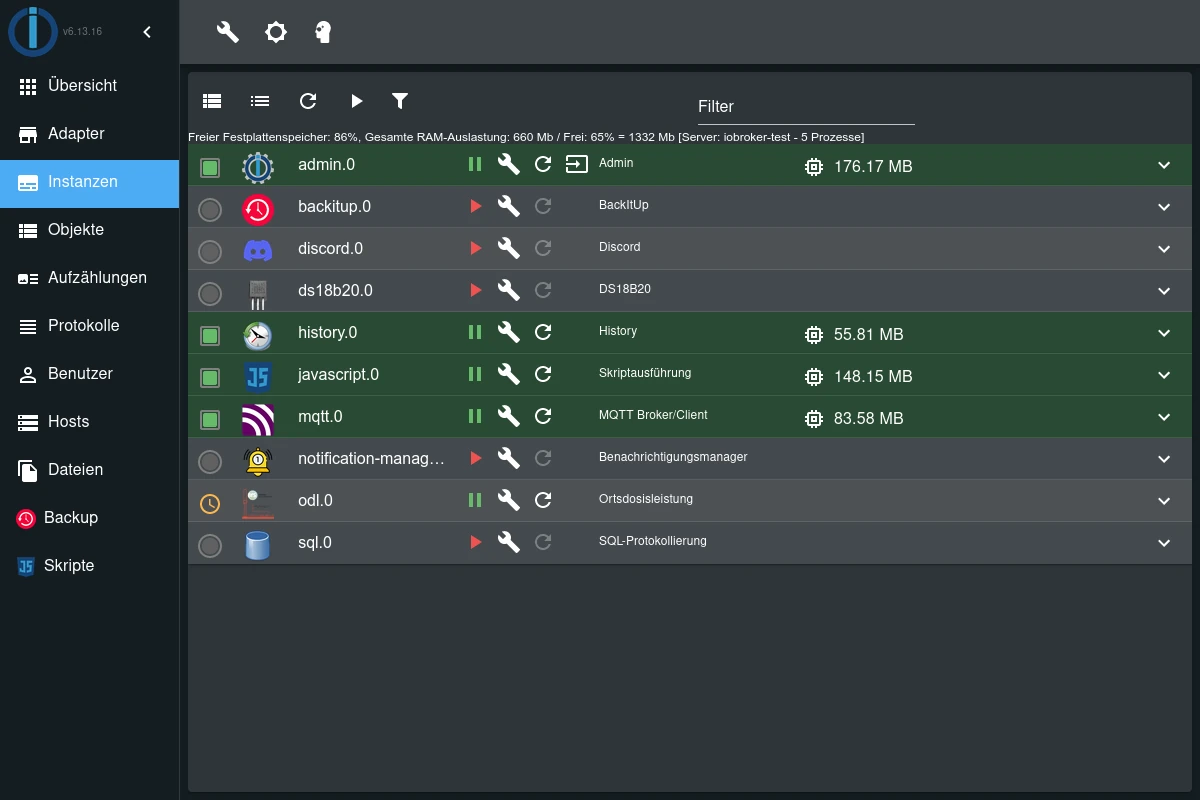 v6.13.16
Übersicht
Adapter
Instanzen
Objekte
Aufzählungen
Protokolle
Benutzer
Hosts
Dateien
Backup
Skripte
Filter
Freier Festplattenspeicher: 86%, Gesamte RAM-Auslastung: 660 Mb / Frei: 65% = 1332 Mb [Server: iobroker-test - 5 Prozesse]
admin.0 Admin 176.17 MB
backitup.0 BackItUp
discord.0 Discord
ds18b20.0 DS18B20
history.0 History 55.81 MB
javascript.0 Skriptausführung 148.15 MB
mqtt.0 MQTT Broker/Client 83.58 MB
notification-manag… Benachrichtigungsmanager
odl.0 Ortsdosisleistung
sql.0 SQL-Protokollierung